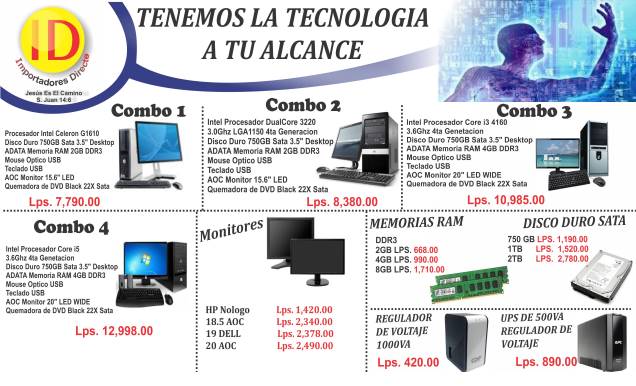 TENEMOS LA TECNOLOGIA
A TU ALCANCE
ID
Importadores Directo
Jesús Es El Camino
S. Juan 14:6
Combo 1
Procesador Intel Celeron G1610
Disco Duro 750GB Sata 3.5" Desktop
ADATA Memoria RAM 2GB DDR3
Mouse Optico USB
Teclado USB
AOC Monitor 15.6" LED
Quemadora de DVD Black 22X Sata
Lps. 7,790.00
Combo 2
Intel Procesador DualCore 3220
3.0Ghz LGA1150 4ta Generacion
Disco Duro 750GB Sata 3.5" Desktop
ADATA Memoria RAM 2GB DDR3
Mouse Optico USB
Teclado USB
AOC Monitor 15.6" LED
Quemadora de DVD Black 22X Sata
Lps. 8,380.00
Combo 3
Intel Procesador Core i3 4160
3.6Ghz 4ta Genetacion
Disco Duro 750GB Sata 3.5" Desktop
ADATA Memoria RAM 4GB DDR3
Mouse Optico USB
Teclado USB
AOC Monitor 20" LED WIDE
Quemadora de DVD Black 22X Sata
Lps. 10,985.00
Combo 4
Intel Procesador Core i5
3.6Ghz 4ta Genetacion
Disco Duro 750GB Sata 3.5" Desktop
ADATA Memoria RAM 4GB DDR3
Mouse Optico USB
Teclado USB
AOC Monitor 20" LED WIDE
Quemadora de DVD Black 22X Sata
Lps. 12,998.00
Monitores
HP Nologo Lps. 1,420.00
18.5 AOC Lps. 2,340.00
19 DELL Lps. 2,378.00
20 AOC Lps. 2,490.00
MEMORIAS RAM
DDR3
2GB LPS. 668.00
4GB LPS. 990.00
8GB LPS. 1,710.00
DISCO DURO SATA
750 GB LPS. 1,190.00
1TB LPS. 1,520.00
2TB LPS. 2,780.00
REGULADOR
DE VOLTAJE
1000VA
Lps. 420.00
UPS DE 500VA
REGULADOR DE
VOLTAJE
Lps. 890.00
APC